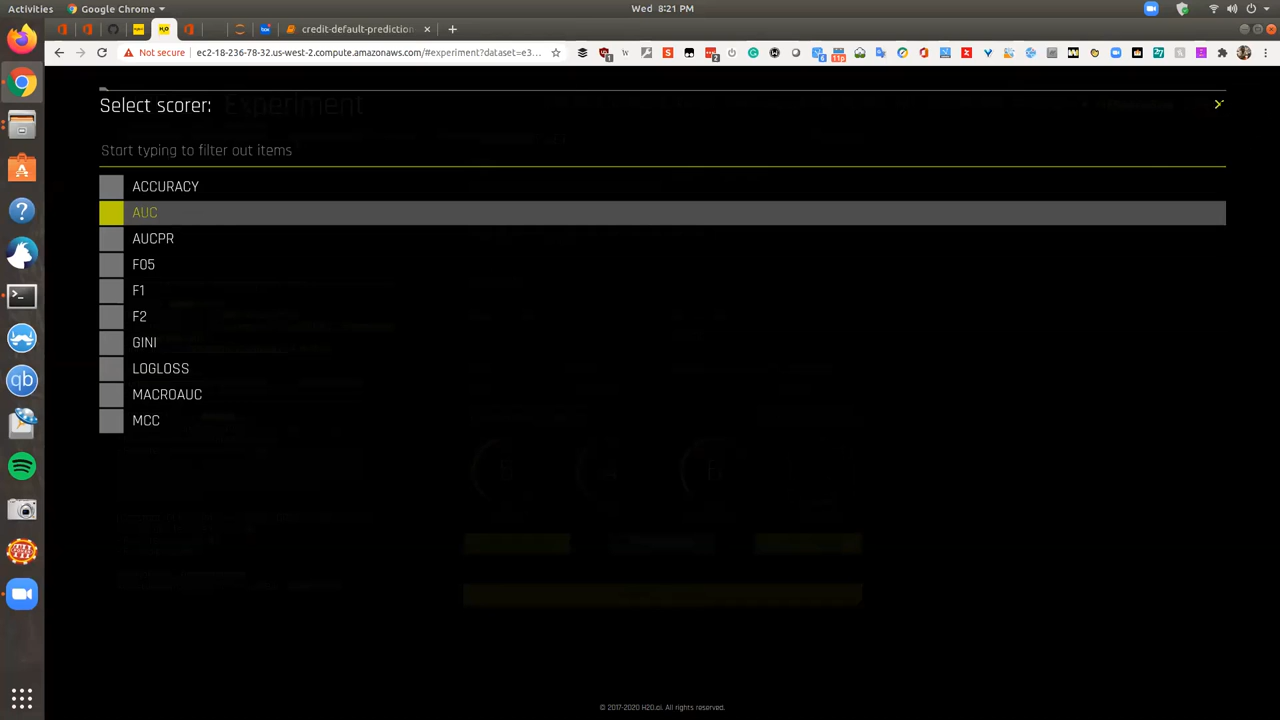 Activities
Google Chrome
Wed 8:21 PM
credit-default-prediction
Not secure
ec2-18-236-78-32.us-west-2.compute.amazonaws.com/#experiment?dataset=e3...
Select scorer:
Experiment
Start typing to filter out items
ACCURACY
AUC
AUCPR
F05
F1
F2
GINI
LOGLOSS
MACROAUC
MCC
© 2017-2020 H2O.ai. All rights reserved.